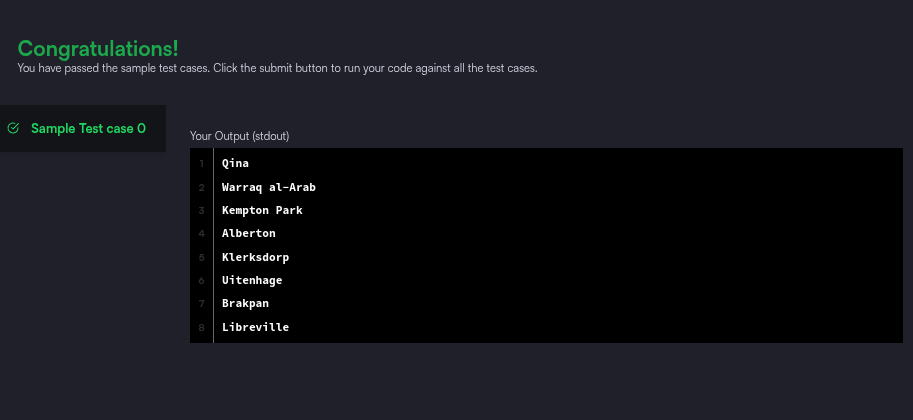 Congratulations!
You have passed the sample test cases. Click the submit button to run your code against all the test cases.
Sample Test case 0
Your Output (stdout)
1 Qina
2 Warraq al-Arab
3 Kempton Park
4 Alberton
5 Klerksdorp
6 Uitenhage
7 Brakpan
8 Libreville